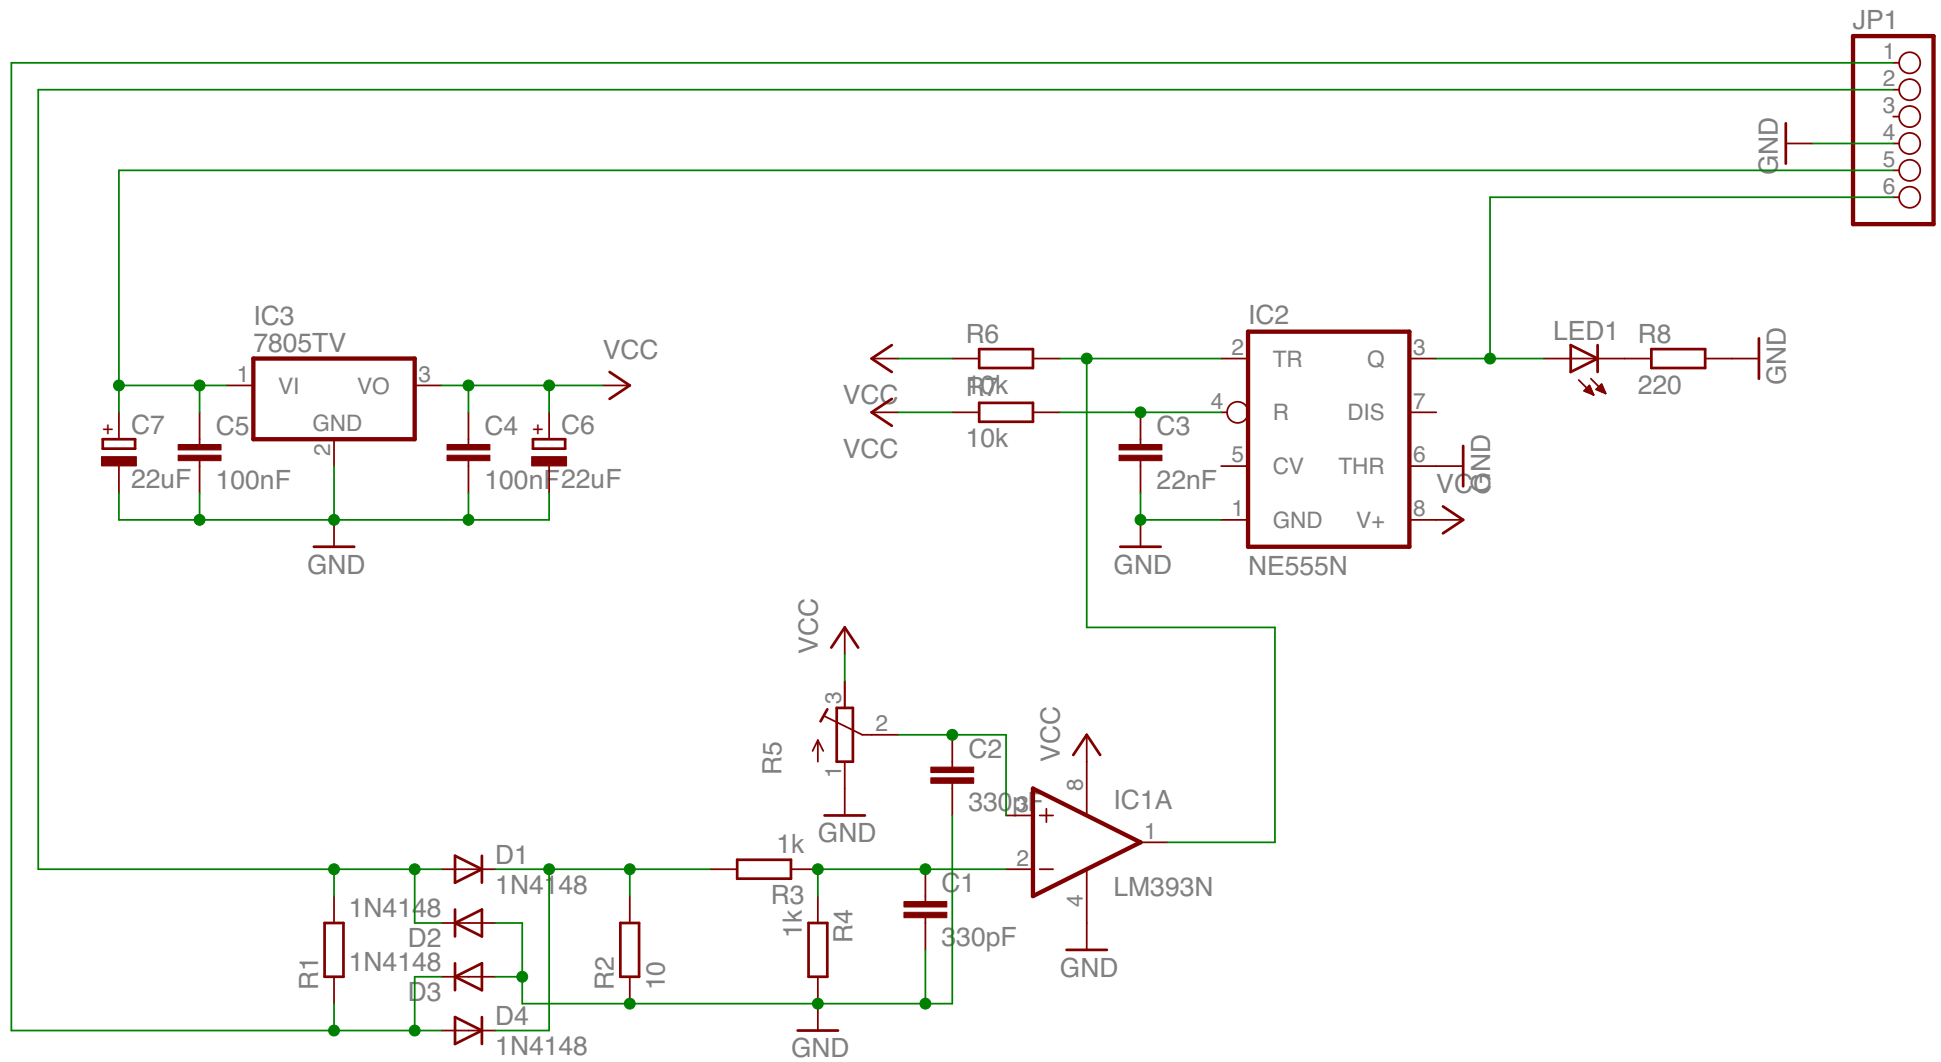 JP1
1
2
3
4
5
6
GND
IC3
7805TV
1
VI
VO
3
GND
2
VCC
+
C7
22uF
C5
100nF
C4
100nF
+
C6
22uF
GND
R6
10k
VCC
R7
10k
VCC
C3
22nF
GND
IC2
2
TR
Q
3
4
R
DIS
7
5
CV
THR
6
1
GND
V+
8
NE555N
GND
VCC
LED1
R8
220
GND
VCC
3
2
1
R5
GND
C2
330pF
VCC
8
3
+
2
−
1
4
IC1A
LM393N
GND
D1
1N4148
1N4148
D2
1N4148
D3
D4
1N4148
R1
R2
10
1k
R3
1k
R4
C1
330pF
GND